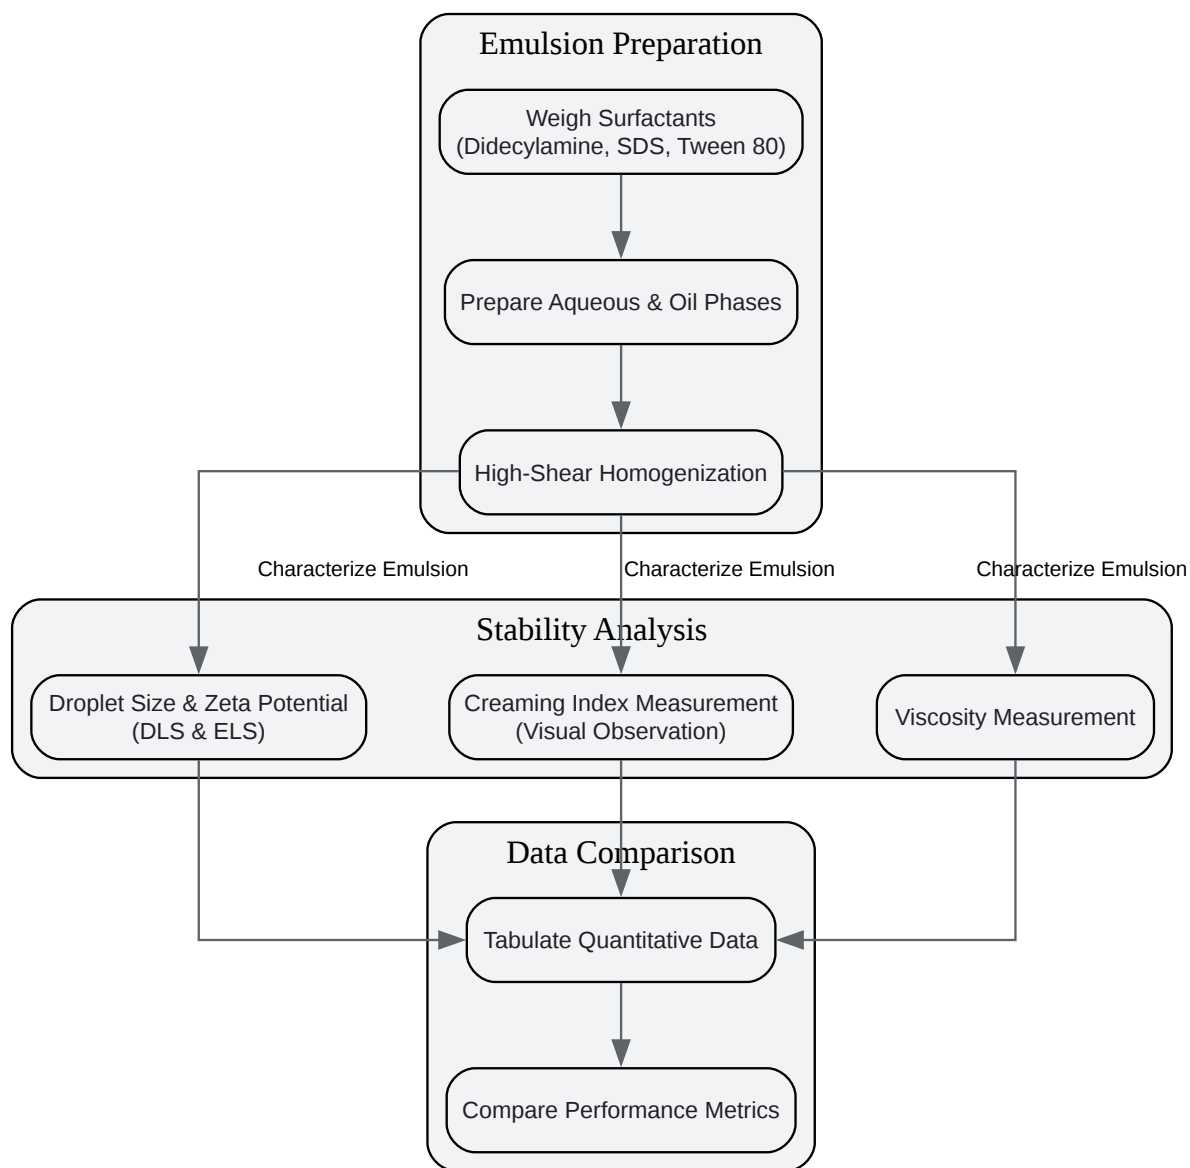 Emulsion Preparation
Weigh Surfactants
(Didecylamine, SDS, Tween 80)
Prepare Aqueous & Oil Phases
High-Shear Homogenization
Characterize Emulsion
Characterize Emulsion
Characterize Emulsion
Stability Analysis
Droplet Size & Zeta Potential
(DLS & ELS)
Creaming Index Measurement
(Visual Observation)
Viscosity Measurement
Data Comparison
Tabulate Quantitative Data
Compare Performance Metrics